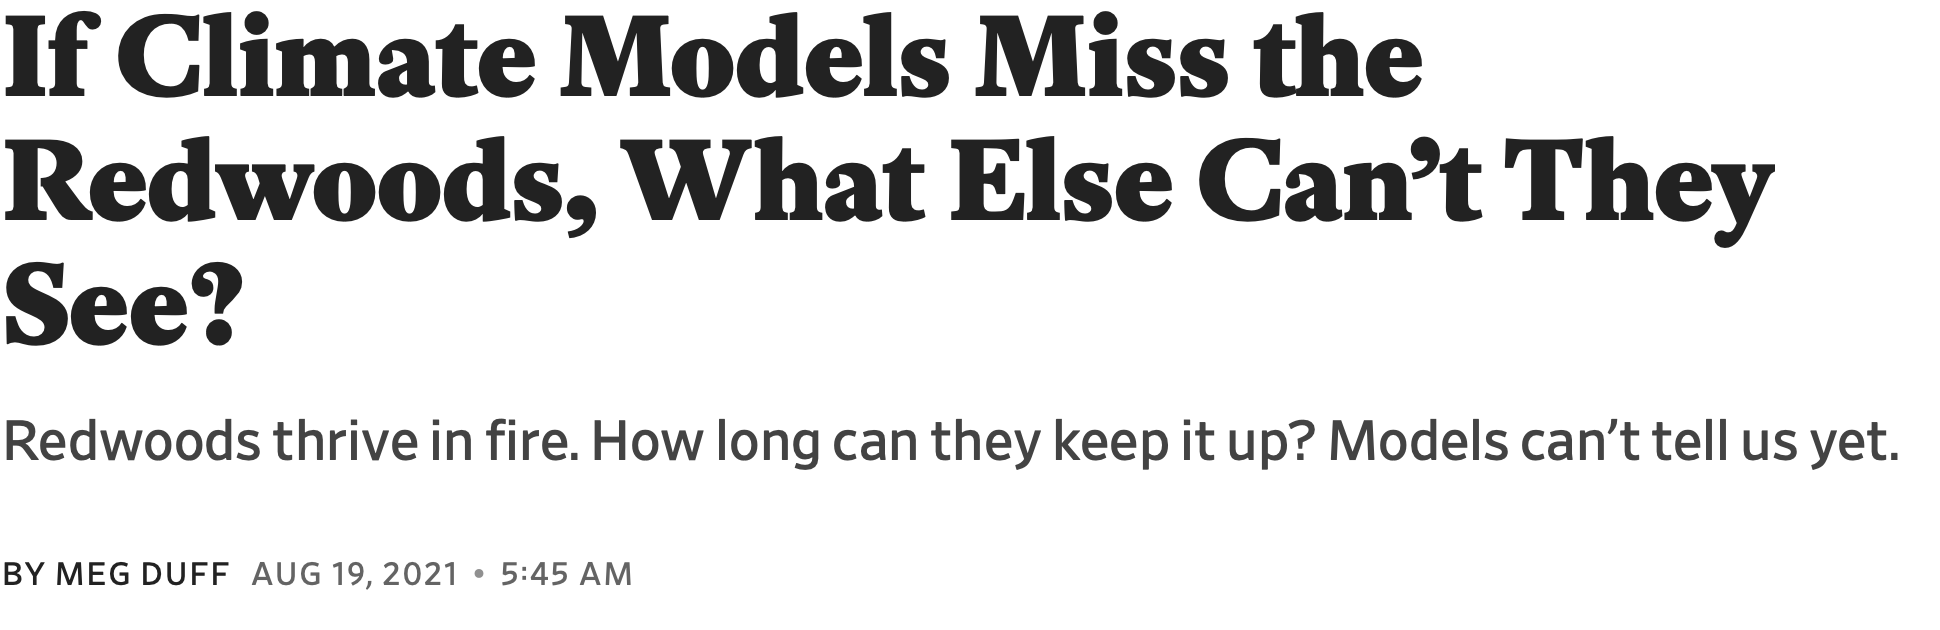 If Climate Models Miss the
Redwoods, What Else Can’t They
See?
Redwoods thrive in fire. How long can they keep it up? Models can’t tell us yet.
BY MEG DUFF AUG 19, 2021 • 5:45 AM